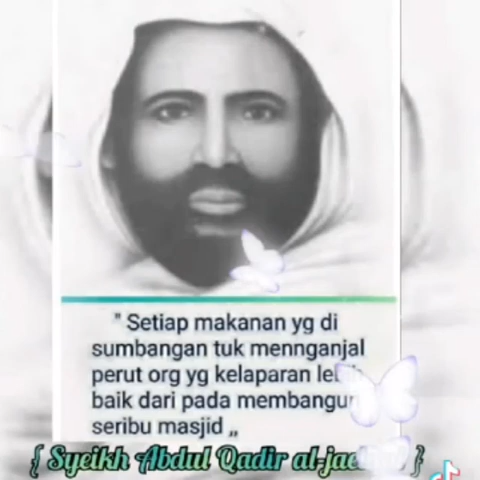 " Setiap makanan yg di
sumbangan tuk mennganjal
perut org yg kelaparan
baik dari pada membangun
seribu masjid „
{ Syeikh Abdul Qadir }